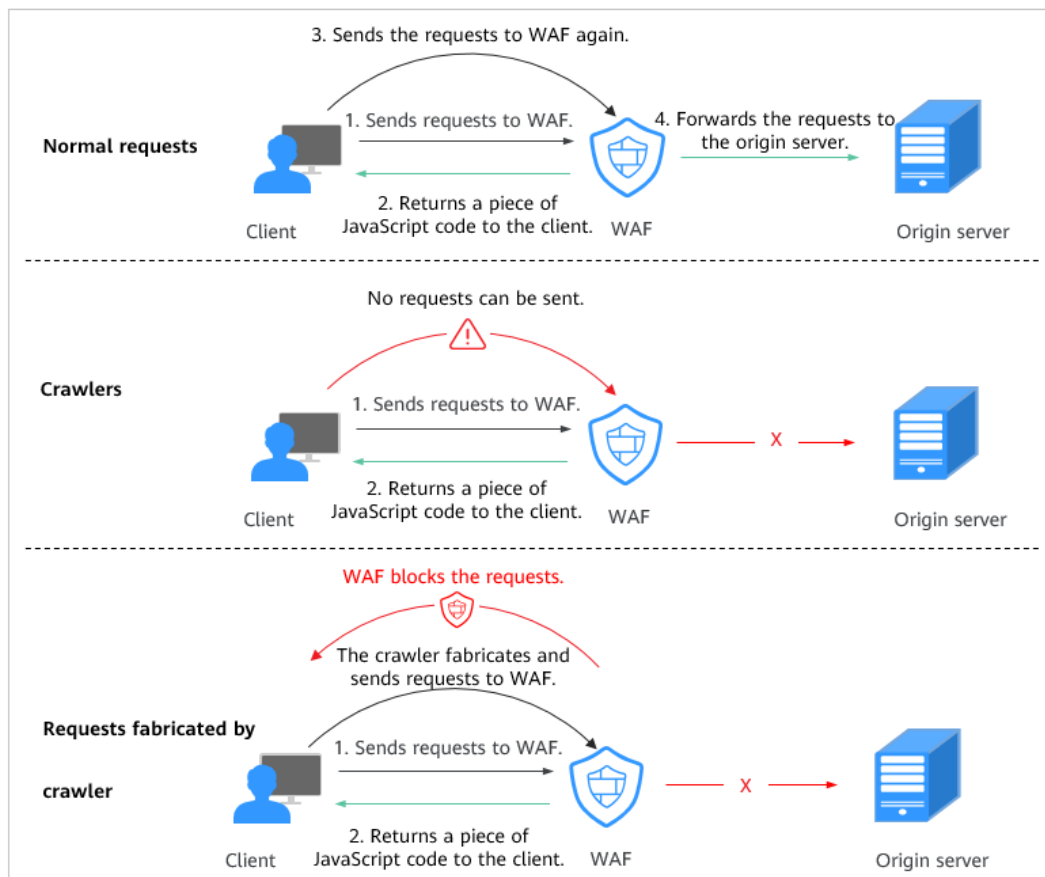 3. Sends the requests to WAF again.
1. Sends requests to WAF.
4. Forwards the requests to
the origin server.
Normal requests
2. Returns a piece of
JavaScript code to the client.
Client
WAF
Origin server
No requests can be sent.
Crawlers
1. Sends requests to WAF.
X
2. Returns a piece of
JavaScript code to the client.
Client
WAF
Origin server
WAF blocks the requests.
The crawler fabricates and
sends requests to WAF.
Requests fabricated by
crawler
1. Sends requests to WAF.
X
2. Returns a piece of
JavaScript code to the client.
Client
WAF
Origin server